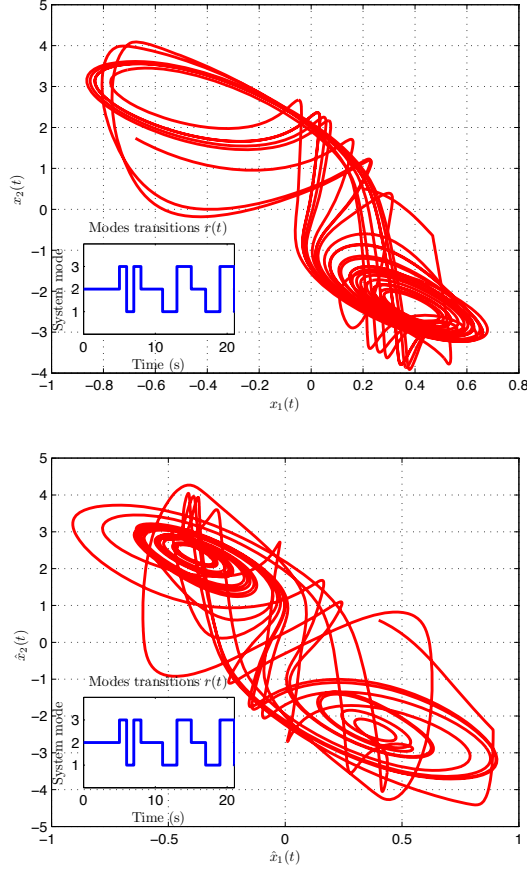 5
4
3
2
1
0
−1
−2
−3
−4
x₂(t)
Modes transitions r(t)
System mode
3
2
1
0 10 20
Time (s)
−1 −0.8 −0.6 −0.4 −0.2 0 0.2 0.4 0.6 0.8
x₁(t)
5
4
3
2
1
0
−1
−2
−3
−4
−5
x̂₂(t)
Modes transitions r(t)
System mode
3
2
1
0 10 20
Time (s)
−1 −0.5 0 0.5 1
x̂₁(t)